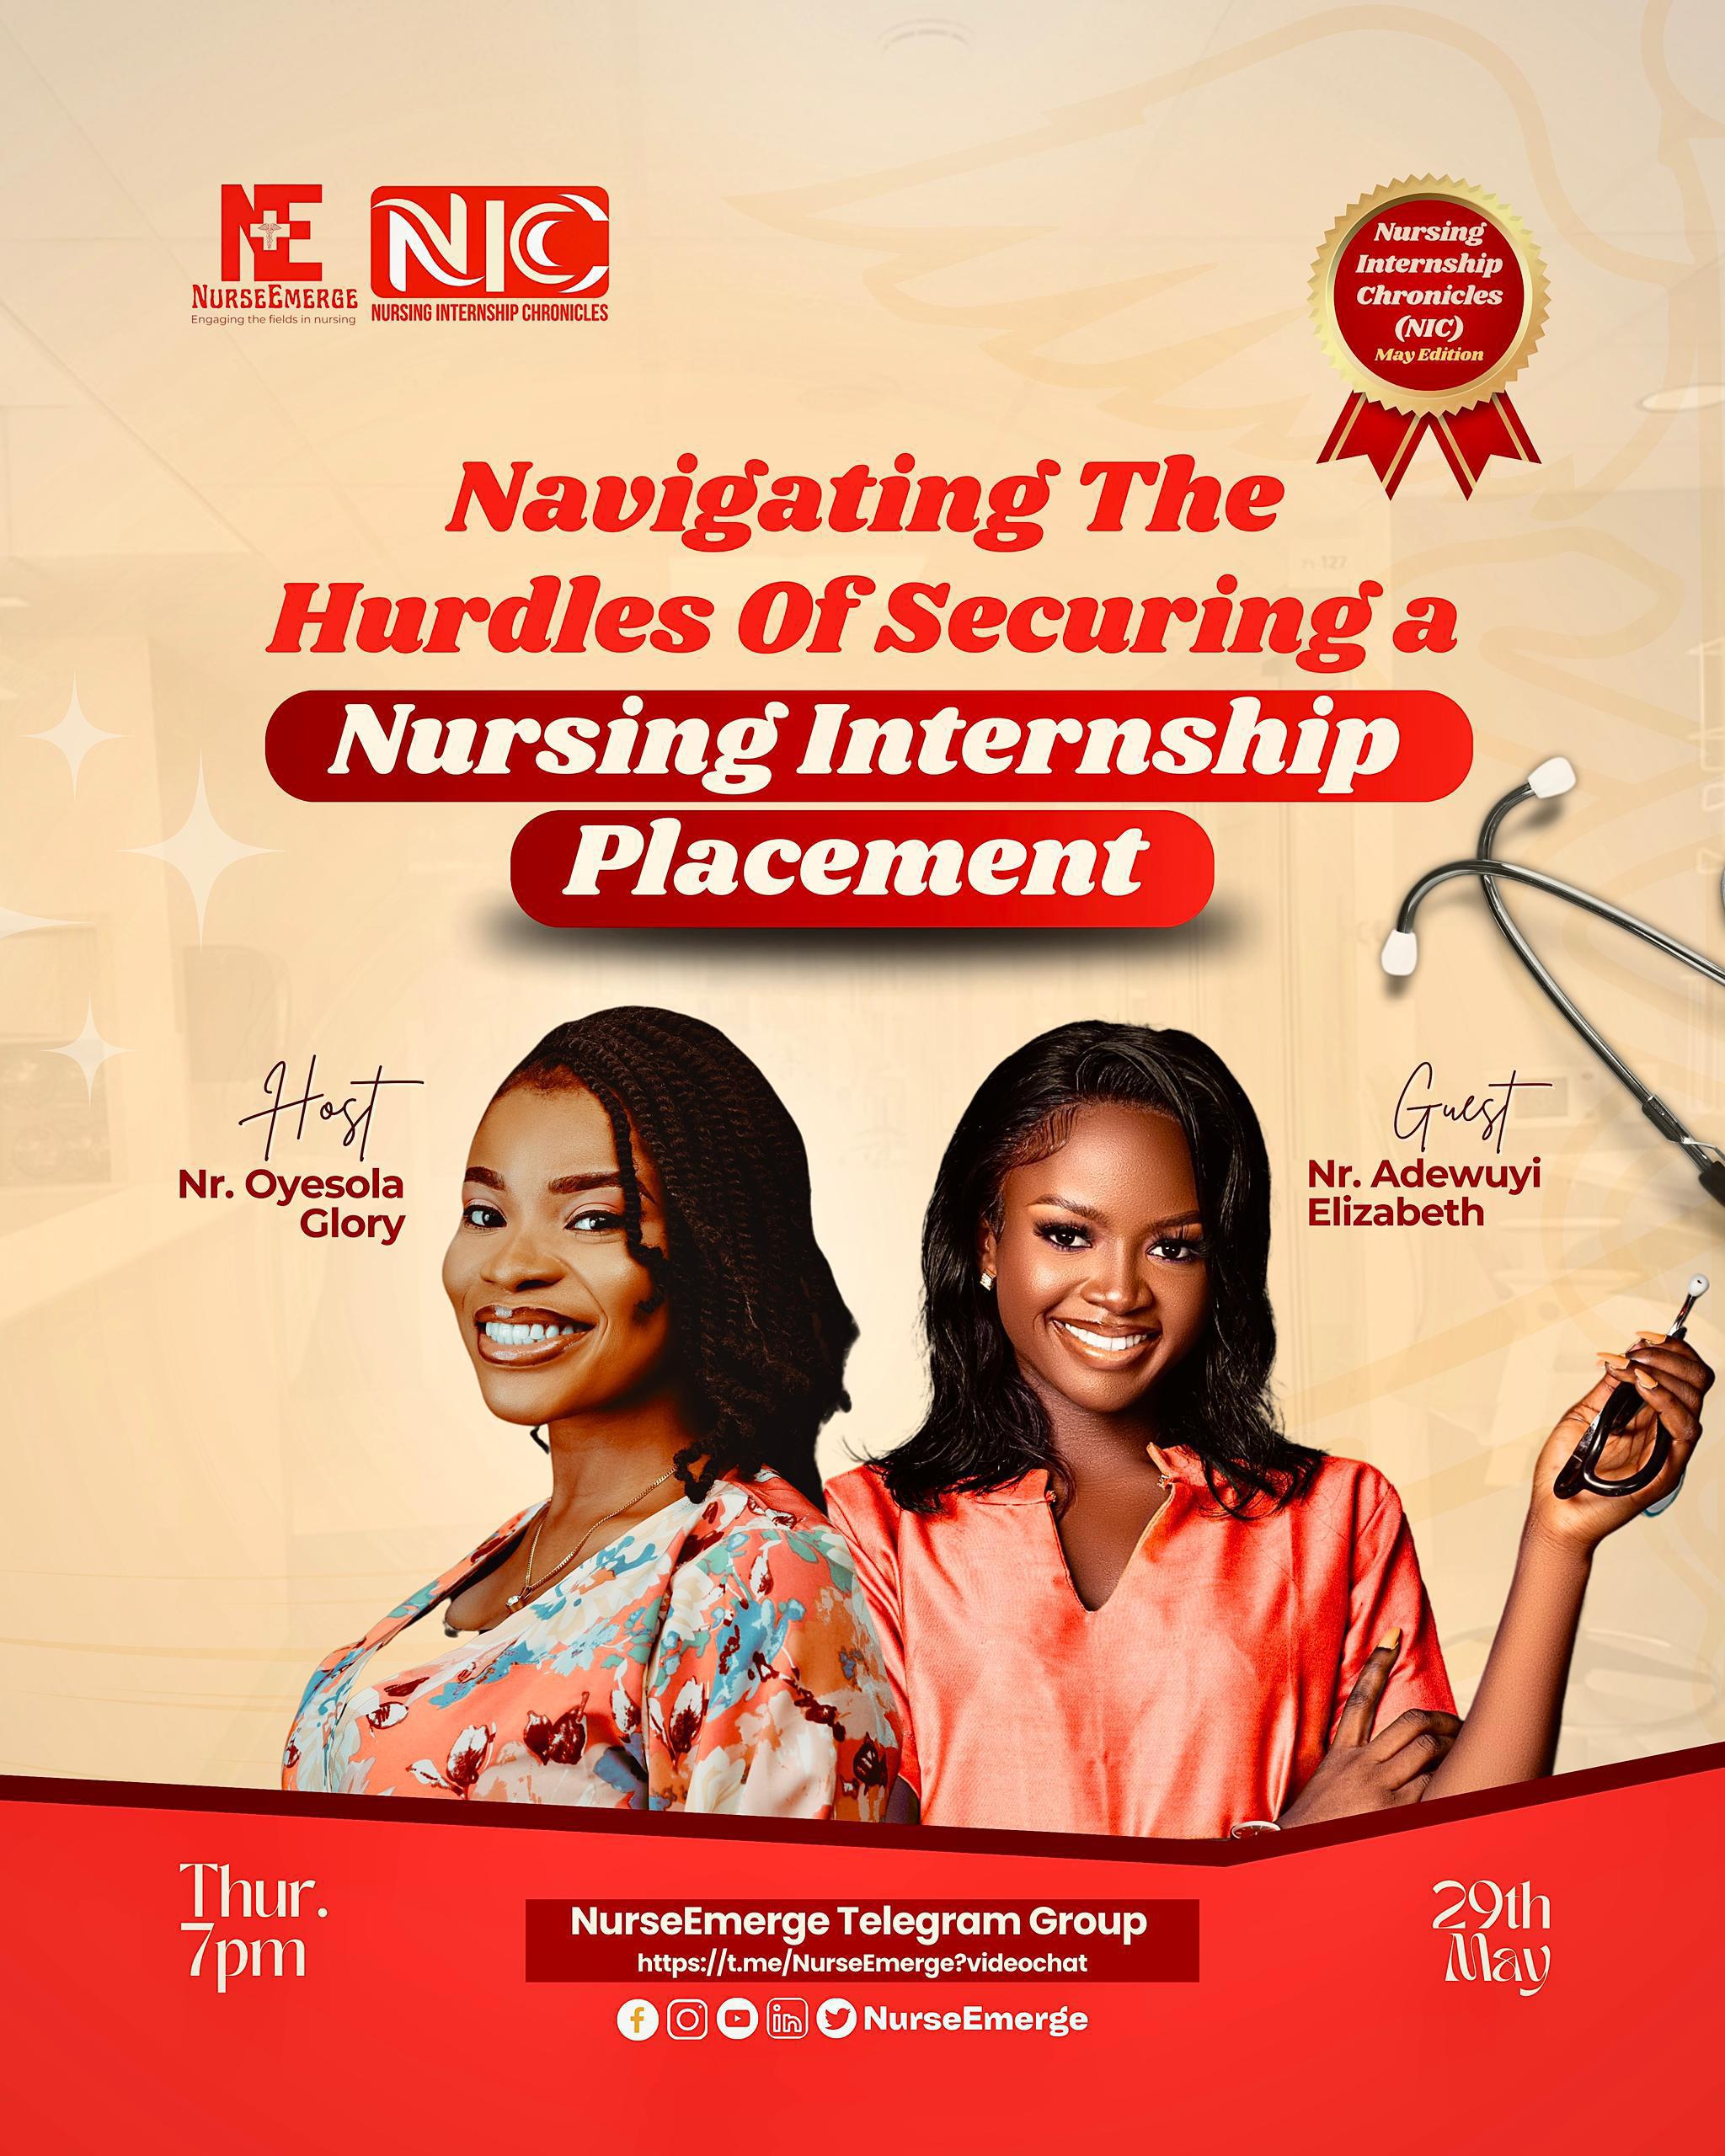 NE
NURSEEMERGE
Engaging the fields in nursing
NIC
NURSING INTERNSHIP CHRONICLES
Nursing
Internship
Chronicles
(NIC)
May Edition
Navigating The
Hurdles Of Securing a
Nursing Internship
Placement
Host
Nr. Oyesola
Glory
Guest
Nr. Adewuyi
Elizabeth
Thur.
7pm
NurseEmerge Telegram Group
https://t.me/NurseEmerge?videochat
NurseEmerge
29th
May